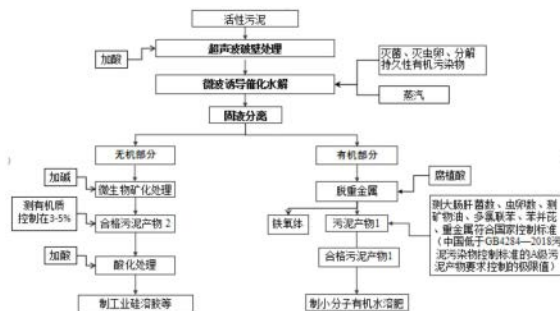 活性污泥
加酸
超声波破壁处理
灭菌、灭虫卵、分解
持久性有机污染物
微波诱导催化水解
蒸汽
固液分离
无机部分
有机部分
加碱
腐植酸
微生物矿化处理
脱重金属
测有机质
控制在3-5%
合格污泥产物 2
铁氧体
污泥产物1
测大肠肝菌数、虫卵数、测
矿物油、多氯联苯、苯并比
、重金属符合国家控制标准
（中国低于GB4284—2018污
泥污染物控制标准的A级污
泥产物要求控制的极限值）
加酸
酸化处理
合格污泥产物1
制工业硅溶胶等
制小分子有机水溶肥